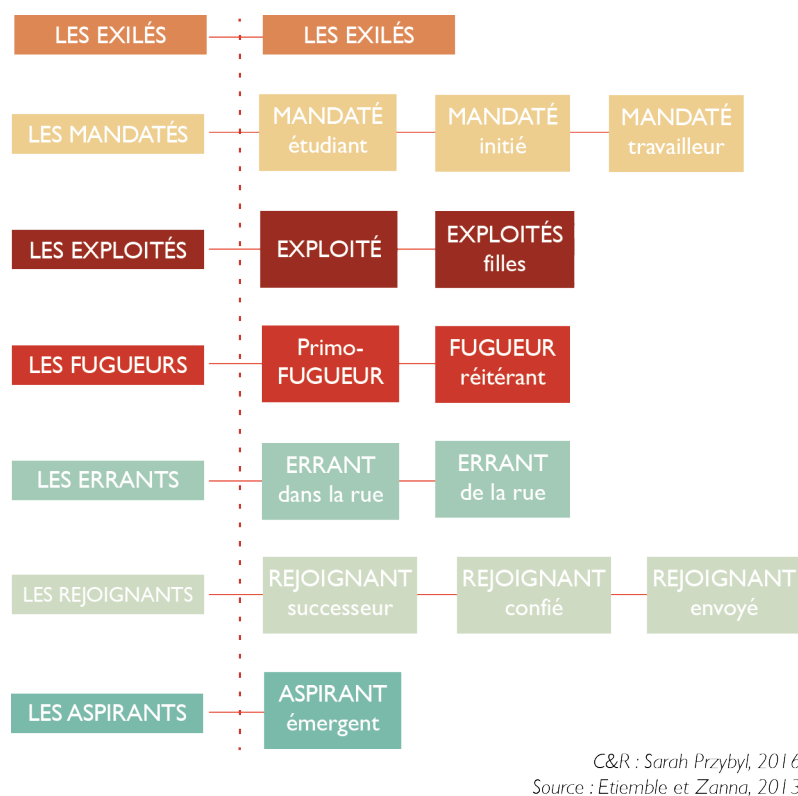 LES EXILÉS
LES EXILÉS
LES MANDATÉS
MANDATÉ
étudiant
MANDATÉ
initié
MANDATÉ
travailleur
LES EXPLOITÉS
EXPLOITÉ
EXPLOITÉS
filles
LES FUGUEURS
Primo-
FUGUEUR
FUGUEUR
réitérant
LES ERRANTS
ERRANT
dans la rue
ERRANT
de la rue
LES REJOIGNANTS
REJOIGNANT
successeur
REJOIGNANT
confié
REJOIGNANT
envoyé
LES ASPIRANTS
ASPIRANT
émergent
C&R : Sarah Przybyl, 2016
Source : Etiemble et Zanna, 2013